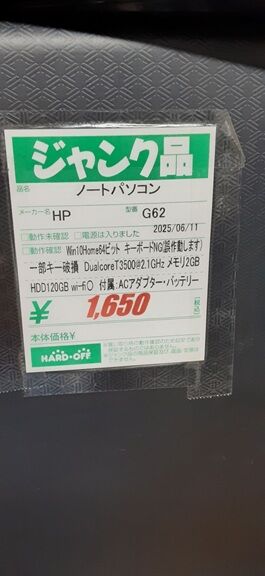 ジャンク品
品名 ノートパソコン
メーカー名 HP 型番 G62
2025/06/11
□動作未確認 □電源は入りました
□動作確認 Win10Home64ビット キーボードNG(誤作動します)
一部キー破損 DualcoreT3500@2.1GHz メモリ2GB
HDD120GB wi-fi〇 付属:ACアダプター・バッテリー
¥1,650(税込)
本体価格¥
HARD・OFF